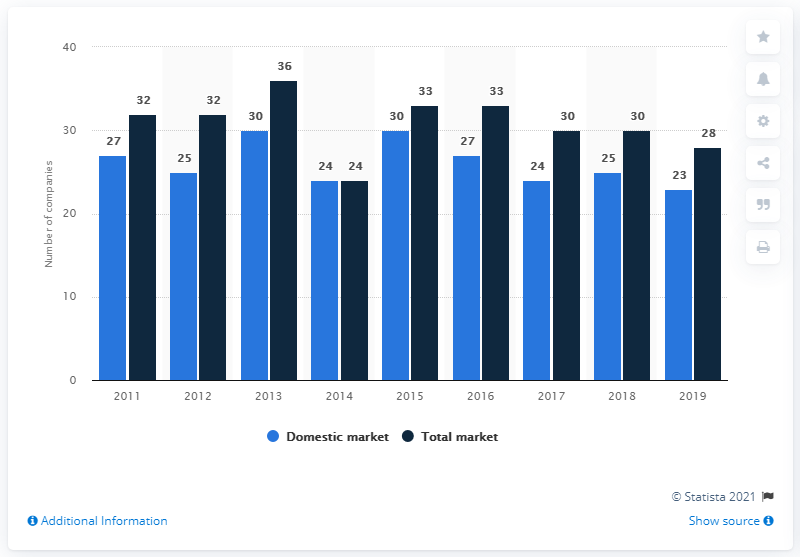 Number of companies
40
30
20
10
0
27 32
25 32
30 36
24 24
30 33
27 33
24 30
25 30
23 28
2011 2012 2013 2014 2015 2016 2017 2018 2019
Domestic market Total market
© Statista 2021
Additional Information Show source